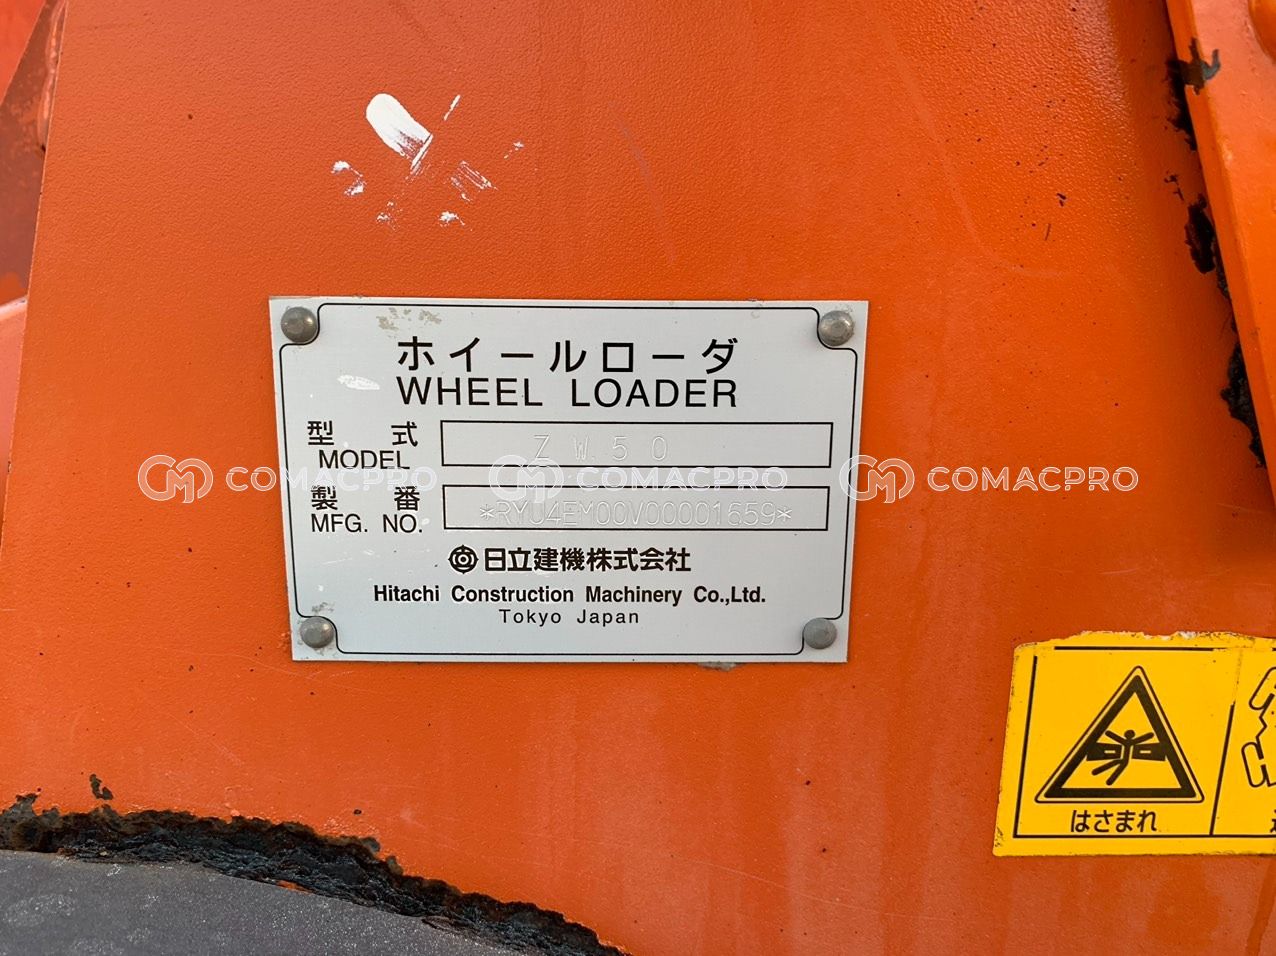 ホイールローダ
WHEEL LOADER
型式 ZW50
MODEL
COMACPRO COMACPRO COMACPRO
製番 *RYU4EM00V00001659*
MFG. NO.
日立建機株式会社
Hitachi Construction Machinery Co.,Ltd.
Tokyo Japan
はさまれ